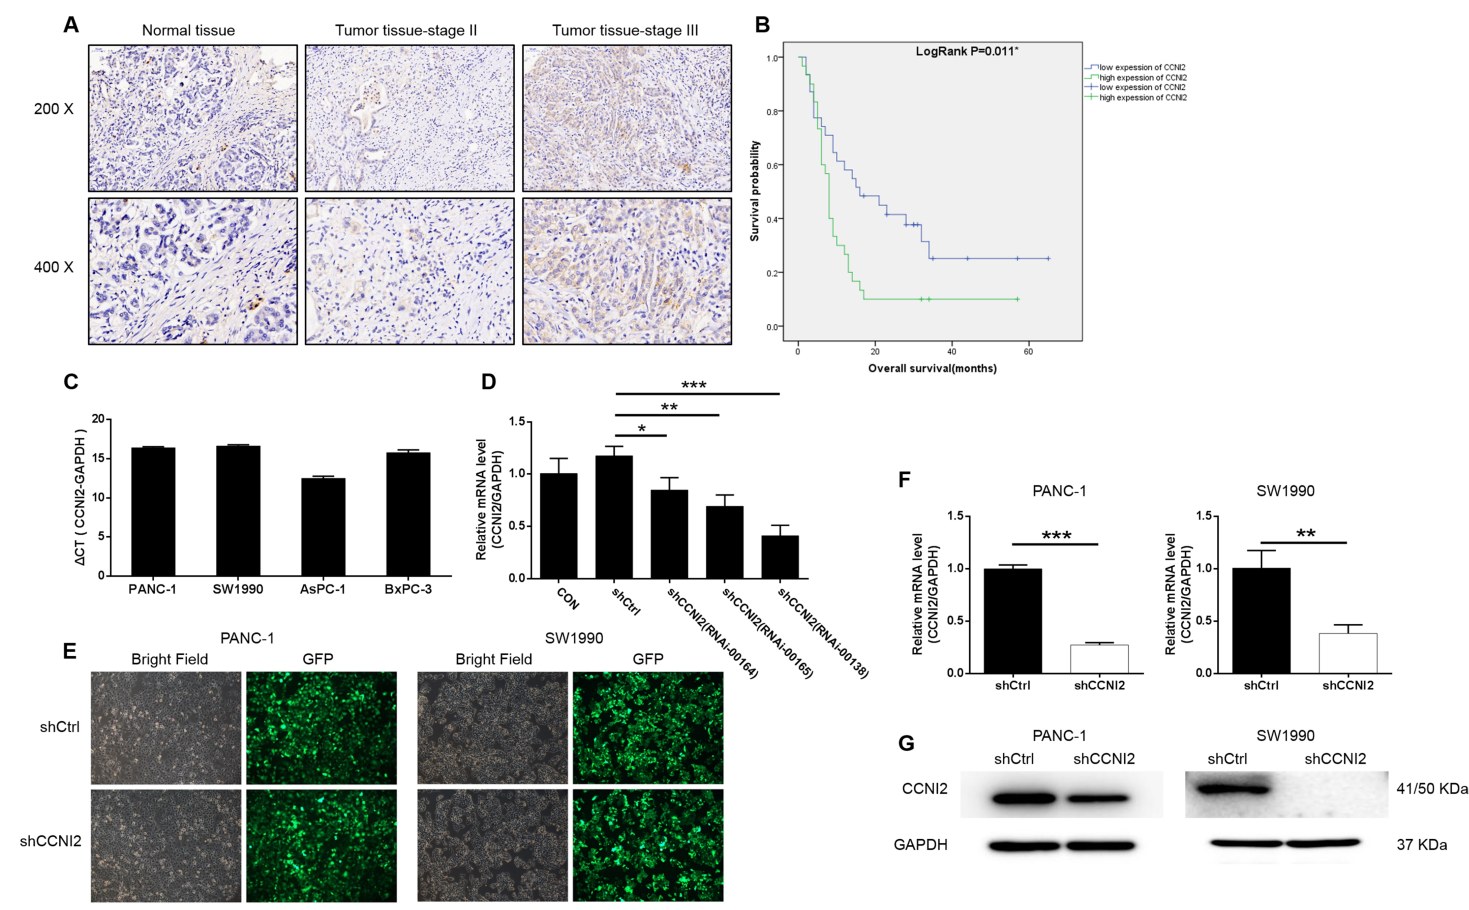 A
Normal tissue
Tumor tissue-stage II
Tumor tissue-stage III
200 X
400 X
B
LogRank P=0.011*
low expession of CCNI2
high expession of CCNI2
low expession of CCNI2
high expession of CCNI2
Survival probability
1.0
0.8
0.6
0.4
0.2
0.0
0
20
40
60
Overall survival(months)
C
ΔCT ( CCNI2-GAPDH )
20
15
10
5
0
PANC-1
SW1990
AsPC-1
BxPC-3
D
***
**
*
Relative mRNA level
(CCNI2/GAPDH)
1.5
1.0
0.5
0.0
CON
shCtrl
shCCNI2(RNAi-00164)
shCCNI2(RNAi-00165)
shCCNI2(RNAi-00138)
E
PANC-1
SW1990
Bright Field
GFP
Bright Field
GFP
shCtrl
shCCNI2
F
PANC-1
SW1990
Relative mRNA level
(CCNI2/GAPDH)
1.5
1.0
0.5
0.0
***
shCtrl
shCCNI2
Relative mRNA level
(CCNI2/GAPDH)
1.5
1.0
0.5
0.0
**
shCtrl
shCCNI2
G
PANC-1
SW1990
shCtrl
shCCNI2
shCtrl
shCCNI2
CCNI2
41/50 KDa
GAPDH
37 KDa